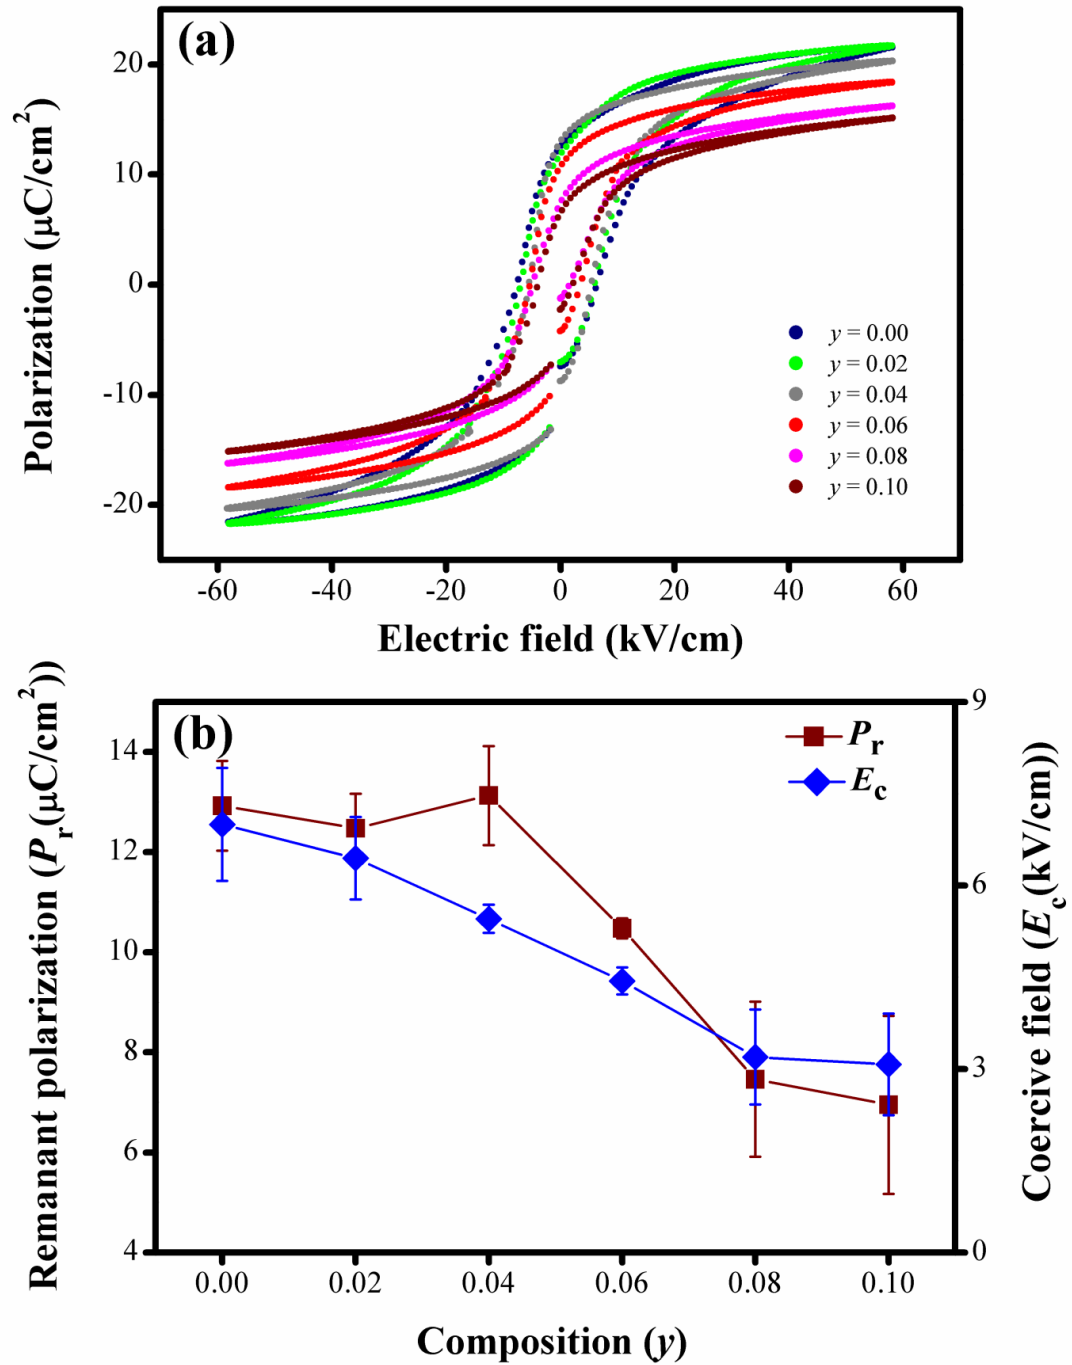 (a)
Polarization (μC/cm²)
20
10
0
-10
-20
y = 0.00
y = 0.02
y = 0.04
y = 0.06
y = 0.08
y = 0.10
-60 -40 -20 0 20 40 60
Electric field (kV/cm)
(b)
Remanant polarization (Pr(μC/cm²))
14
12
10
8
6
4
Pr
Ec
9
6
3
0
Coercive field (Ec(kV/cm))
0.00 0.02 0.04 0.06 0.08 0.10
Composition (y)